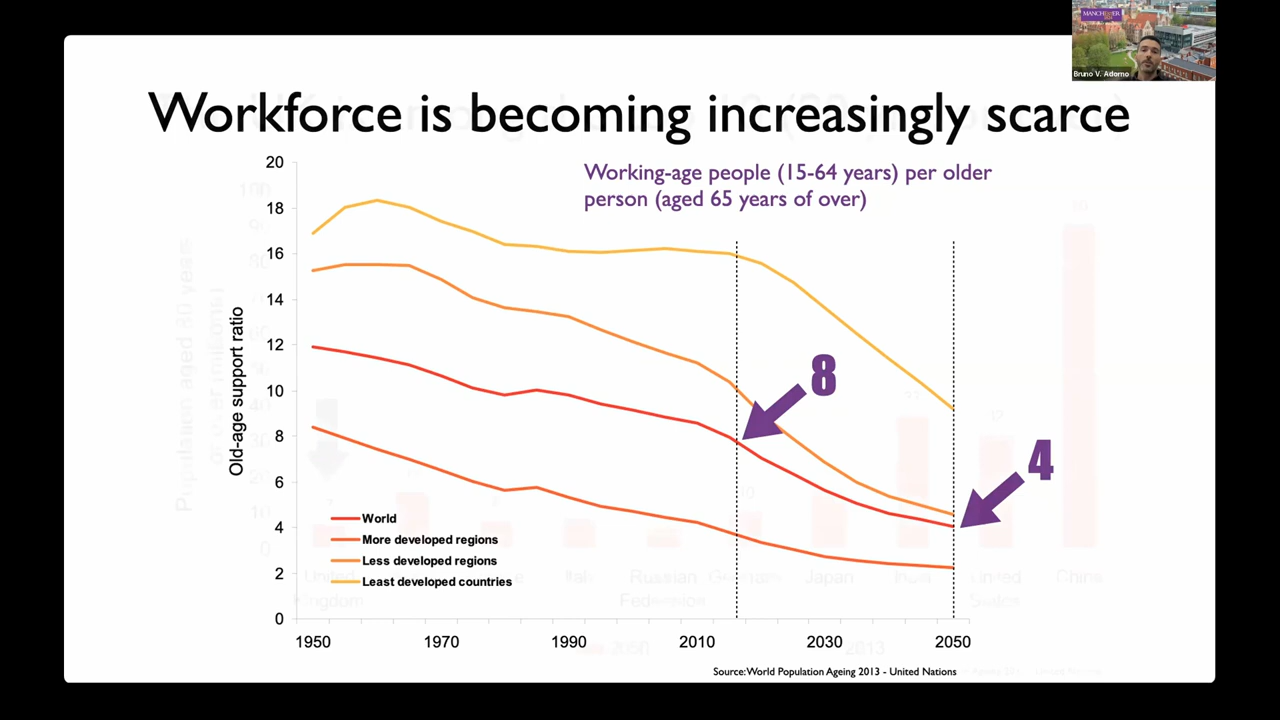 MANCHESTER
Bruno V. Adorno
Workforce is becoming increasingly scarce
Working-age people (15-64 years) per older
person (aged 65 years of over)
Old-age support ratio
20
18
16
14
12
10
8
6
4
2
0
8
4
World
More developed regions
Less developed regions
Least developed countries
1950
1970
1990
2010
2030
2050
Source: World Population Ageing 2013 - United Nations